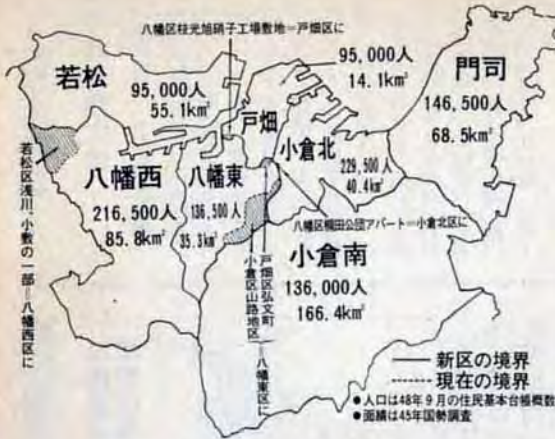 八幡区枝光旭硝子工場敷地＝戸畑区に
若松
95,000人
55.1km²
戸畑
95,000人
14.1km²
門司
146,500人
68.5km²
小倉北
229,500人
40.4km²
八幡西
216,500人
85.8km²
八幡東
136,500人
35.3km²
八幡区槻田公団アパート＝小倉北区に
小倉南
136,000人
166.4km²
若松区浅川、小敷の一部＝八幡西区に
戸畑区弘文町
小倉区山路地区
＝八幡東区に
新区の境界
現在の境界
●人口は48年9月の住民基本台帳概数
●面積は45年国勢調査